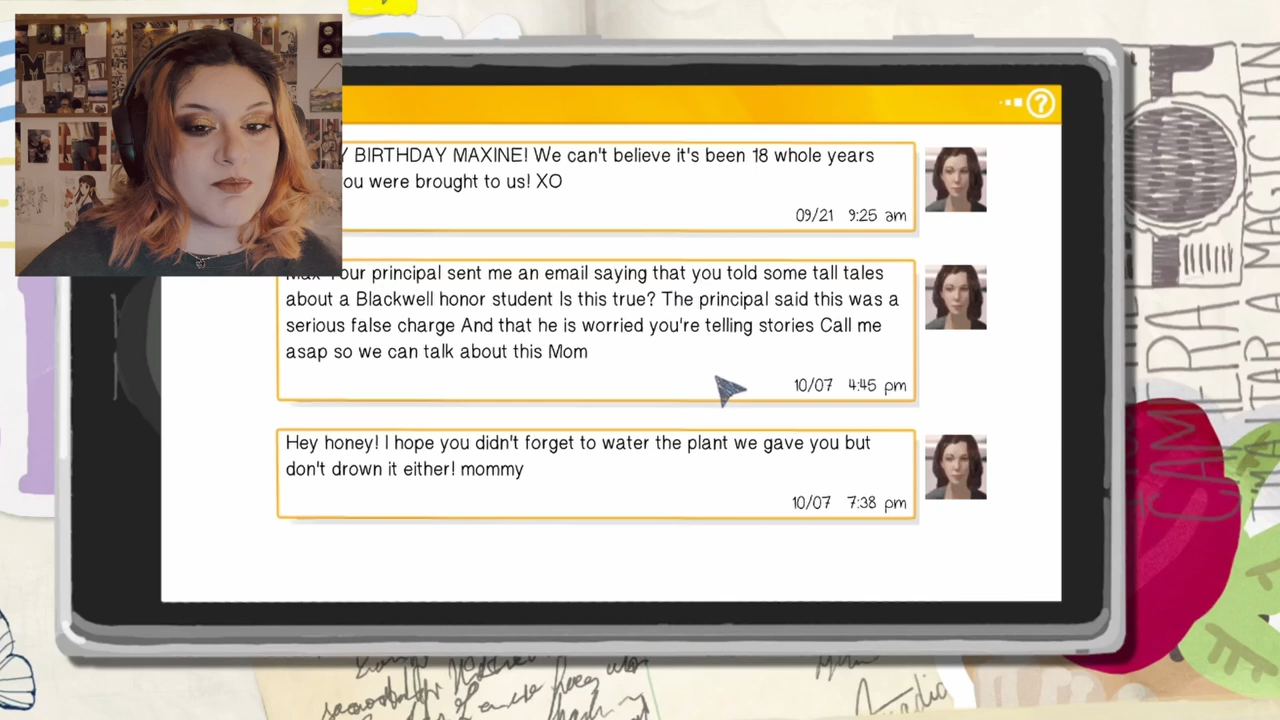 BIRTHDAY MAXINE! We can't believe it's been 18 whole years
ou were brought to us! XO
09/21 9:25 am
Max Your principal sent me an email saying that you told some tall tales
about a Blackwell honor student Is this true? The principal said this was a
serious false charge And that he is worried you're telling stories Call me
asap so we can talk about this Mom
10/07 4:45 pm
Hey honey! I hope you didn't forget to water the plant we gave you but
don't drown it either! mommy
10/07 7:38 pm
?
CAMERA
MAGICIAN
M